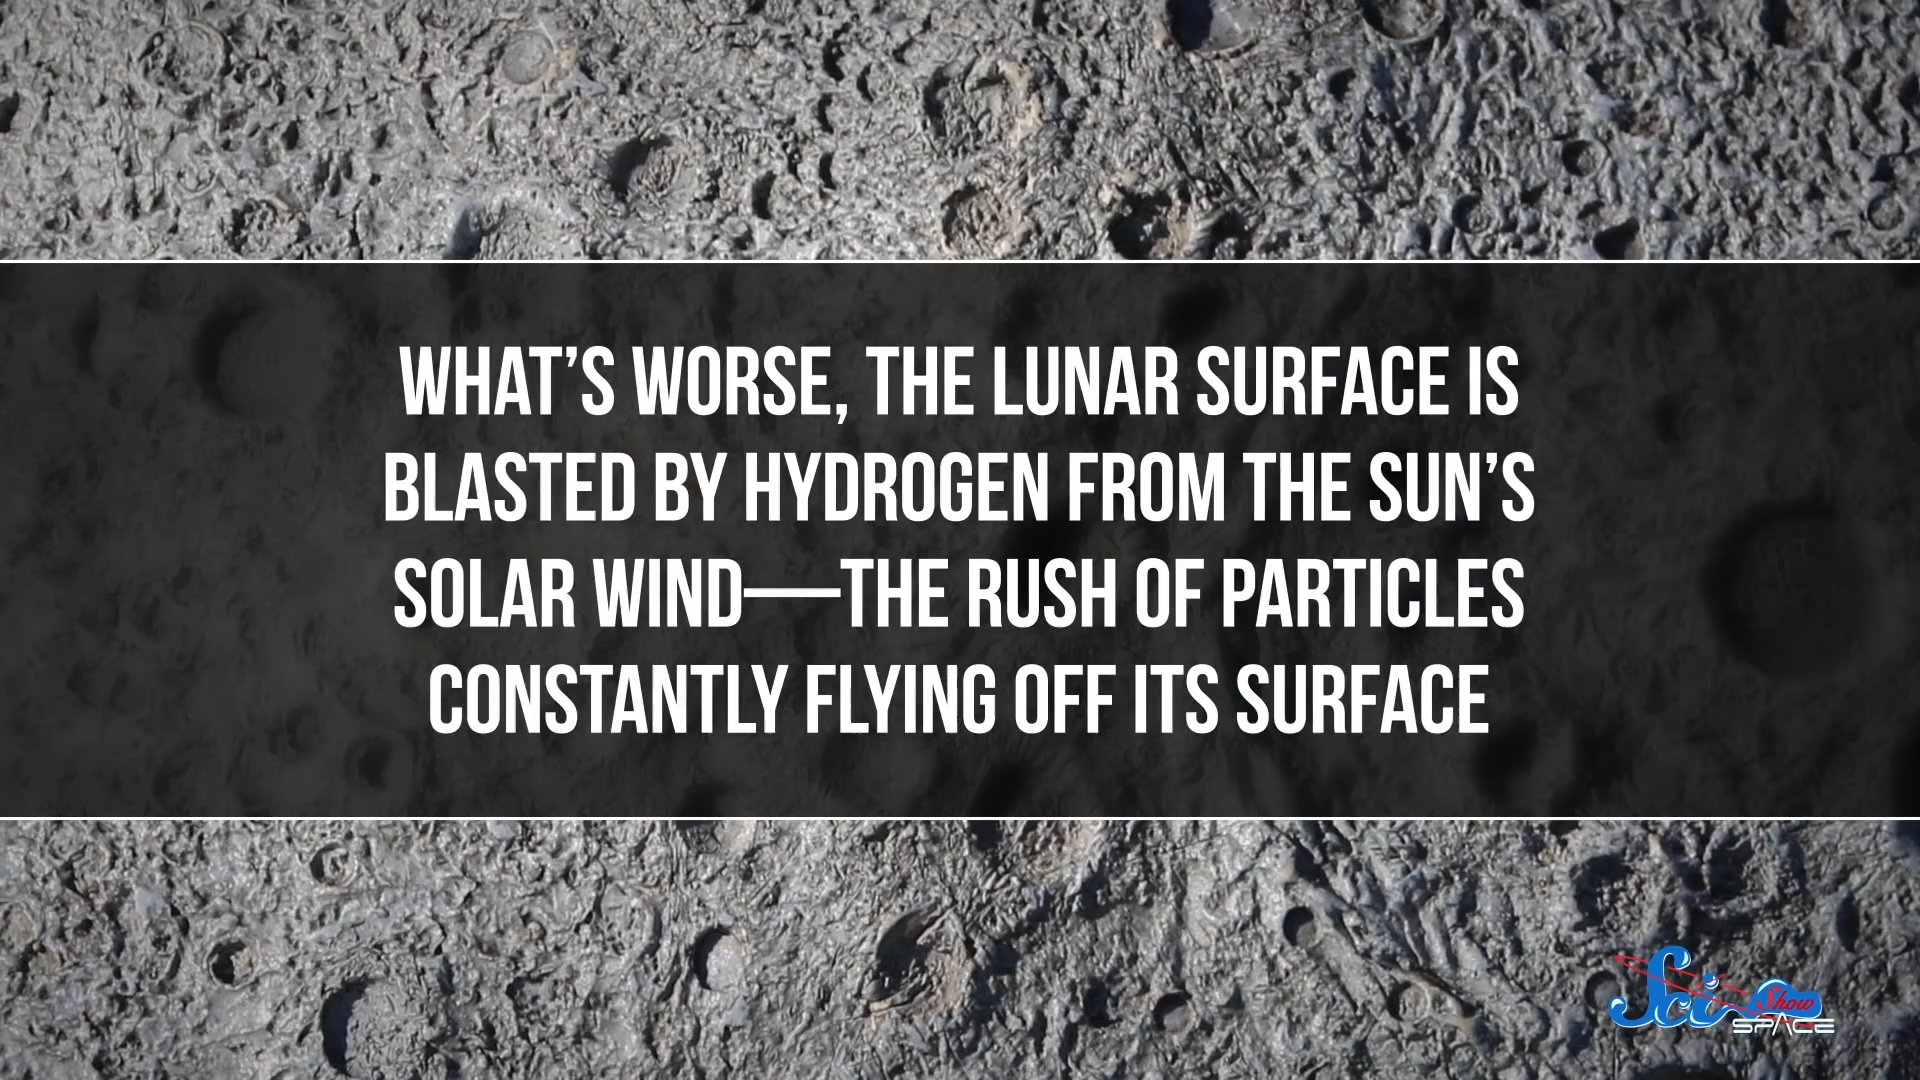 WHAT’S WORSE, THE LUNAR SURFACE IS
BLASTED BY HYDROGEN FROM THE SUN’S
SOLAR WIND—THE RUSH OF PARTICLES
CONSTANTLY FLYING OFF ITS SURFACE
Sci Show
SPACE